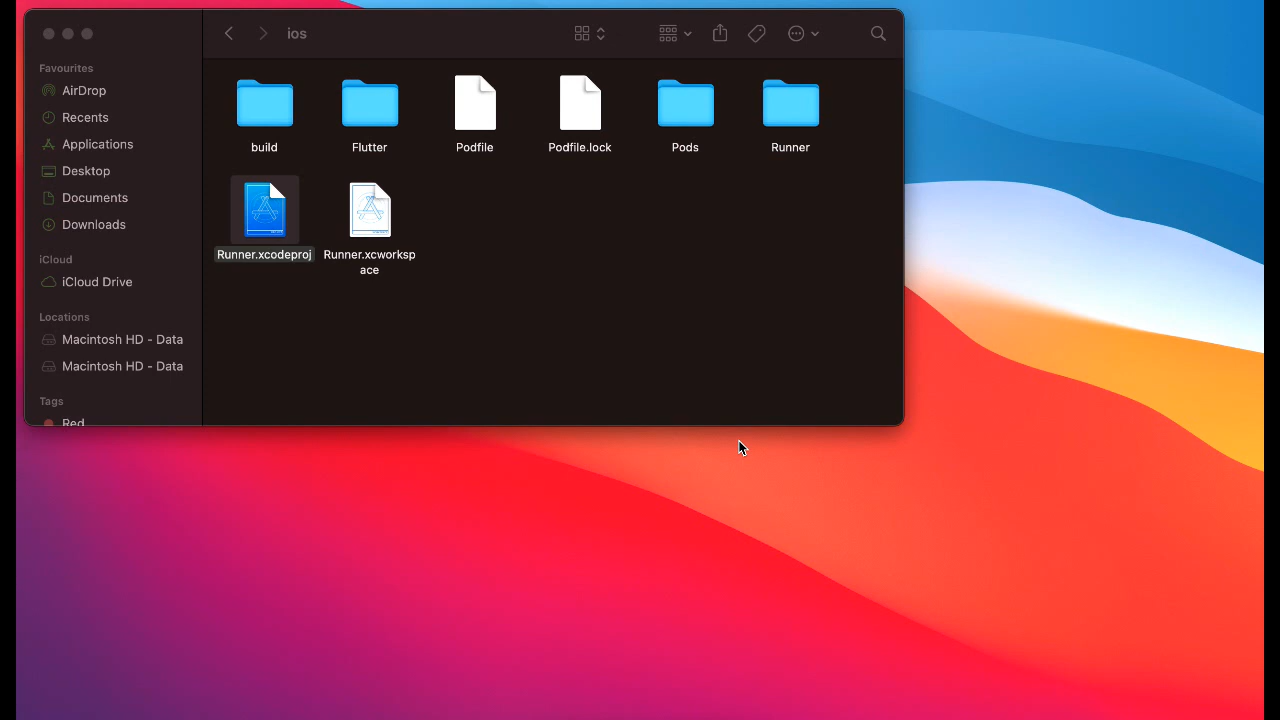 ios
Favourites
AirDrop
Recents
Applications
Desktop
Documents
Downloads
iCloud
iCloud Drive
Locations
Macintosh HD - Data
Macintosh HD - Data
Tags
Red
build
Flutter
Podfile
Podfile.lock
Pods
Runner
Runner.xcodeproj
Runner.xcworksp
ace